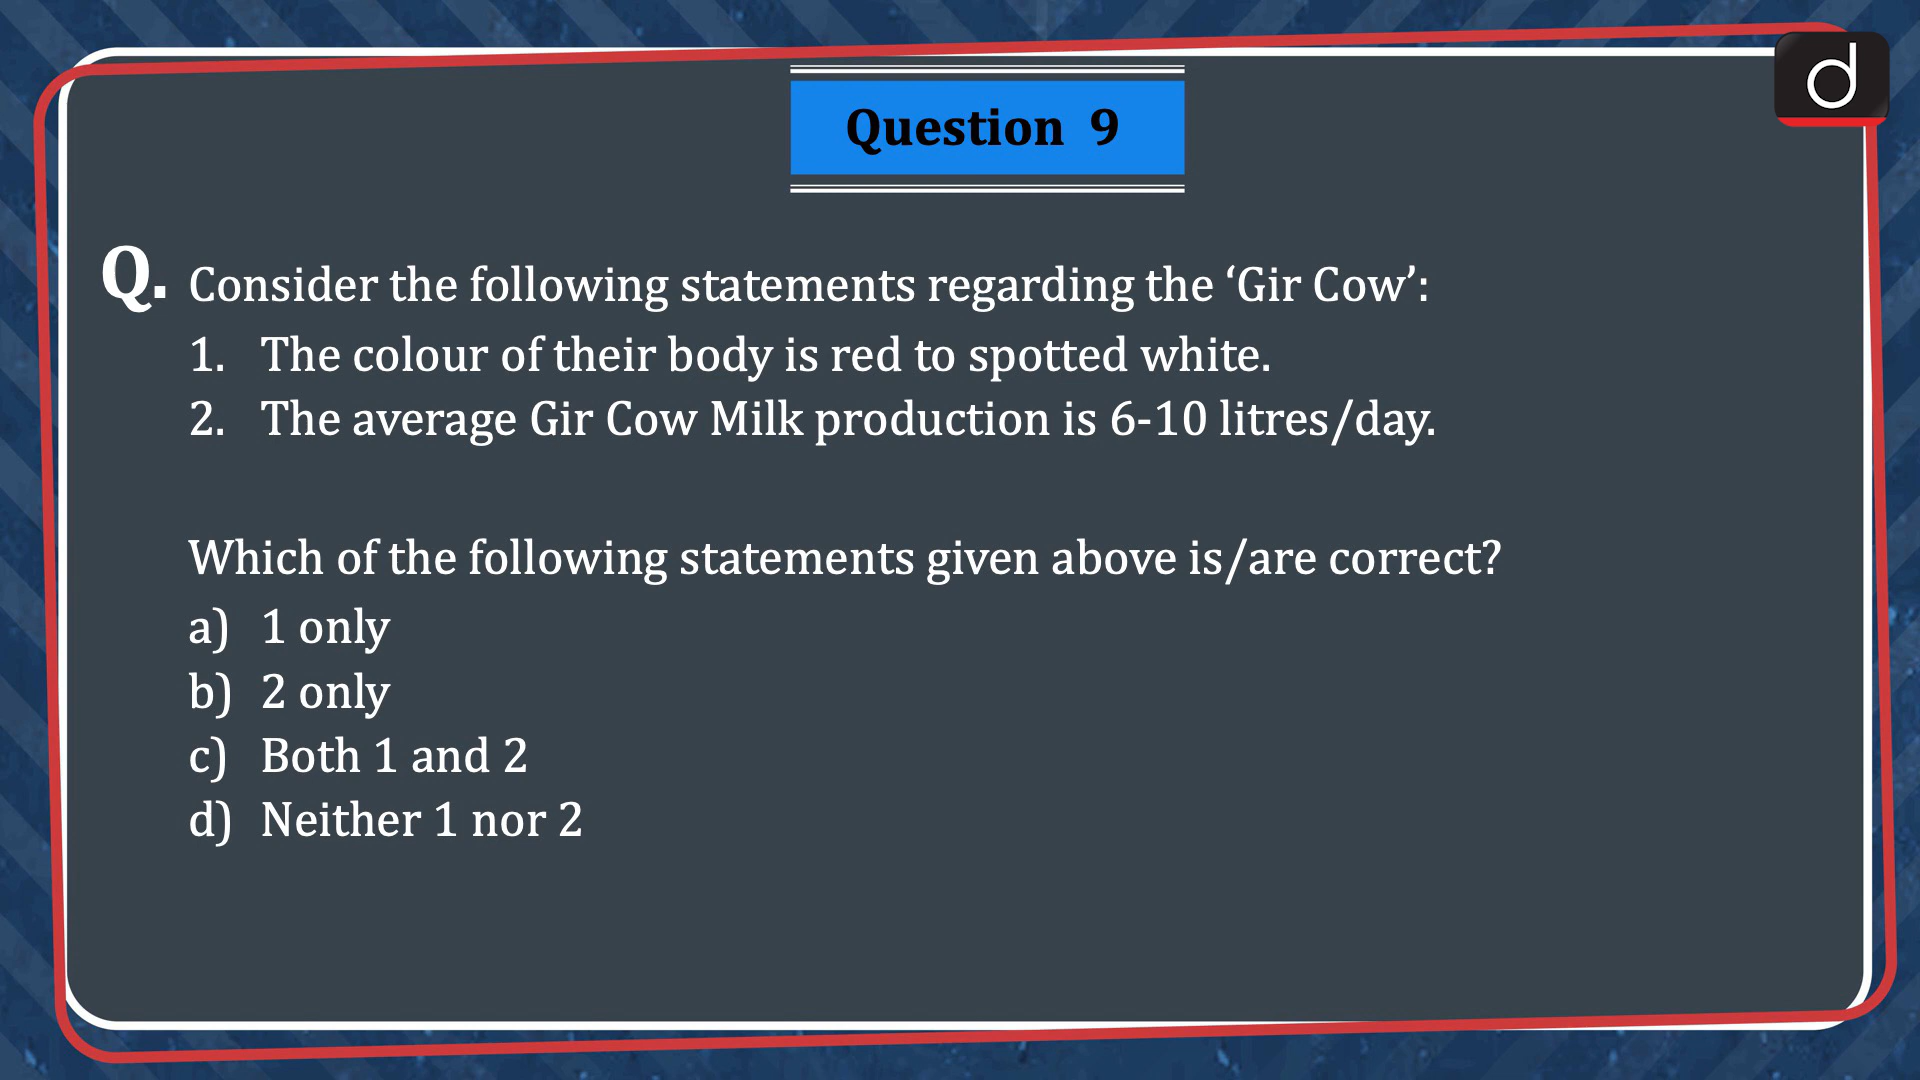 Question 9
Q. Consider the following statements regarding the ‘Gir Cow’:
1. The colour of their body is red to spotted white.
2. The average Gir Cow Milk production is 6-10 litres/day.
Which of the following statements given above is/are correct?
a) 1 only
b) 2 only
c) Both 1 and 2
d) Neither 1 nor 2
d